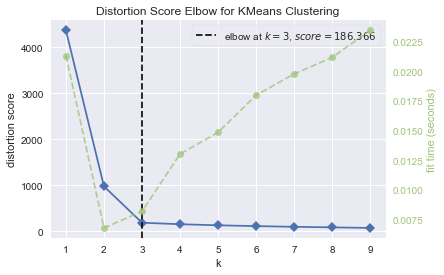 Distortion Score Elbow for KMeans Clustering
elbow at k = 3, score = 186.366
distortion score
4000
3000
2000
1000
0
0.0225
0.0200
0.0175
0.0150
0.0125
0.0100
0.0075
fit time (seconds)
1 2 3 4 5 6 7 8 9
k